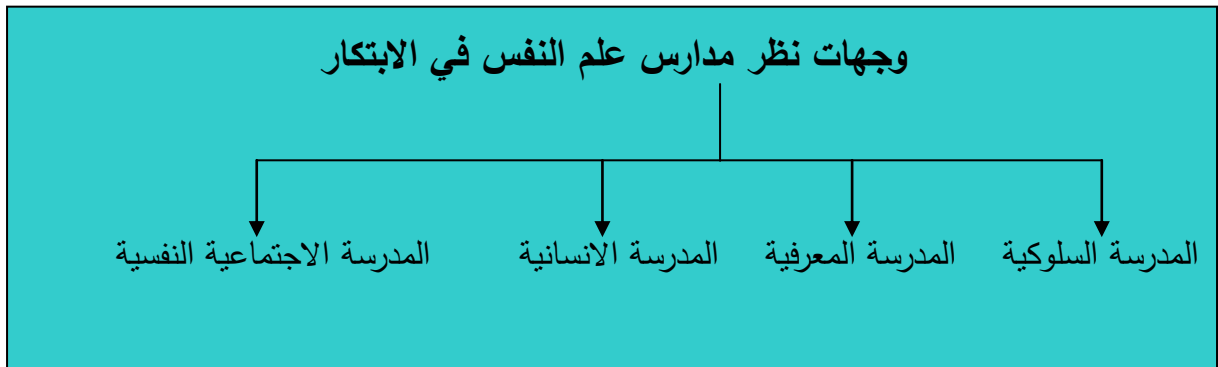 وجهات نظر مدارس علم النفس في الابتكار
المدرسة السلوكية المدرسة المعرفية المدرسة الانسانية المدرسة الاجتماعية النفسية